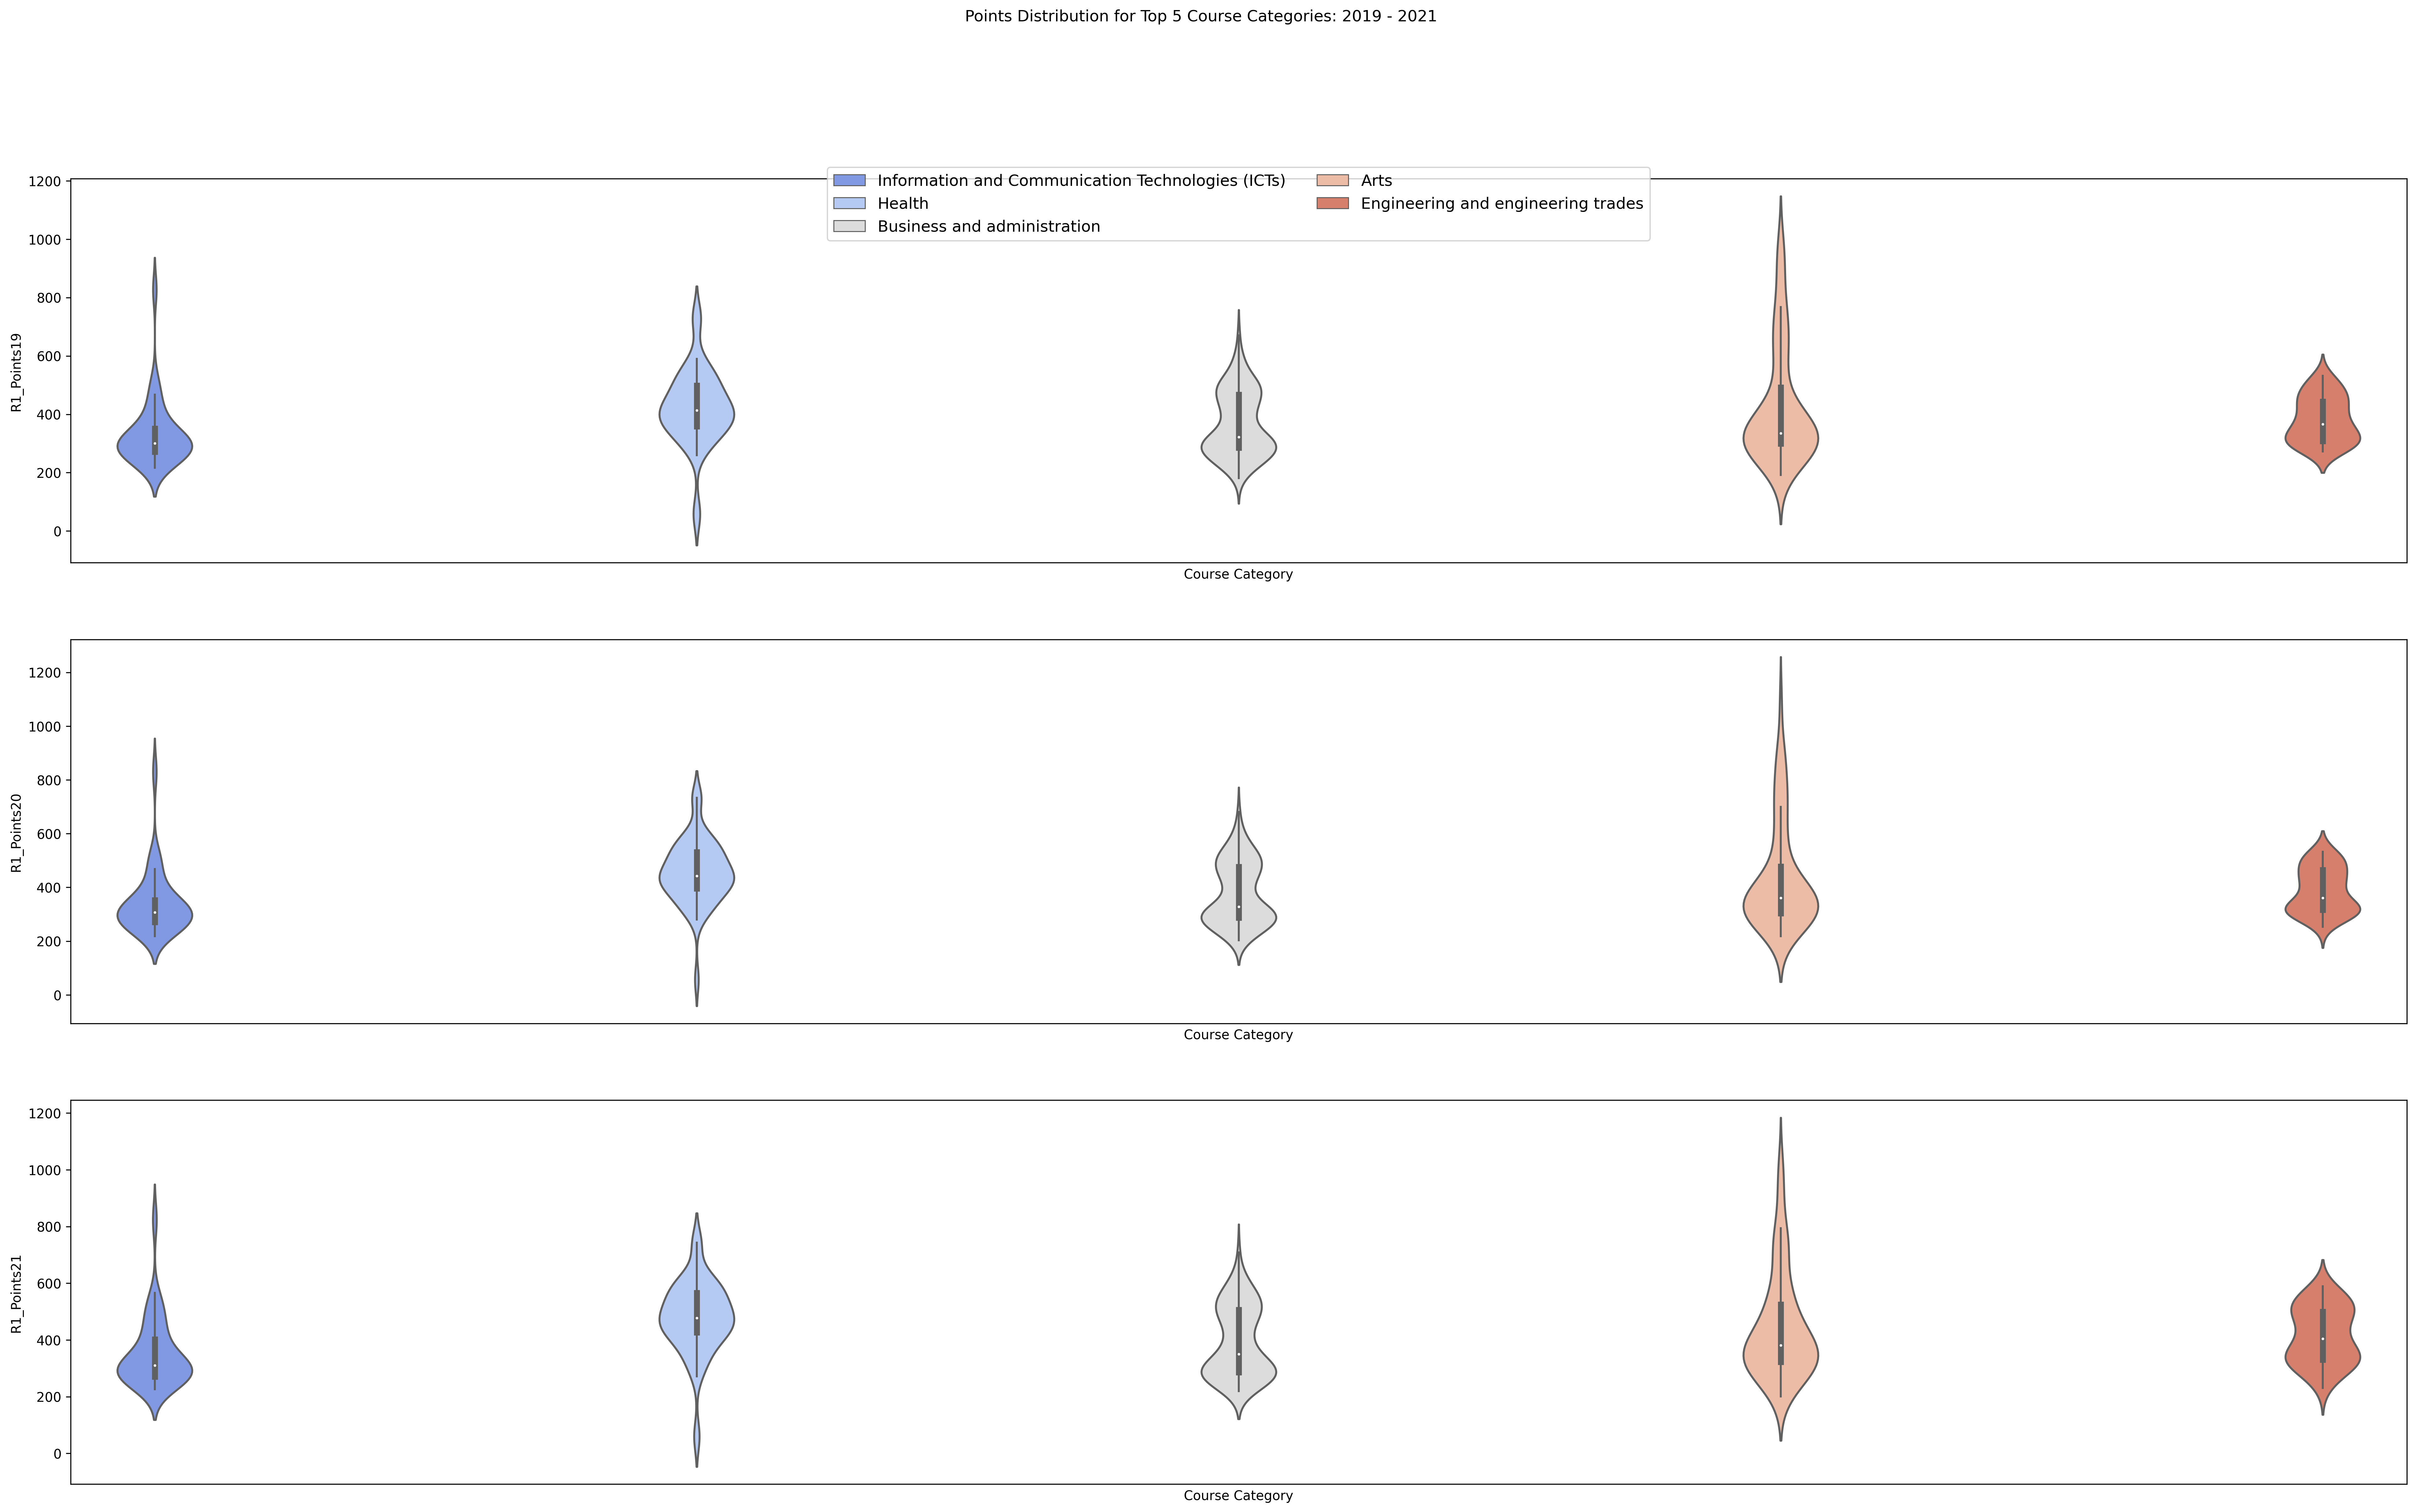 Points Distribution for Top 5 Course Categories: 2019 - 2021
Information and Communication Technologies (ICTs)
Health
Business and administration
Arts
Engineering and engineering trades
R1_Points19
1200
1000
800
600
400
200
0
Course Category
R1_Points20
1200
1000
800
600
400
200
0
Course Category
R1_Points21
1200
1000
800
600
400
200
0
Course Category